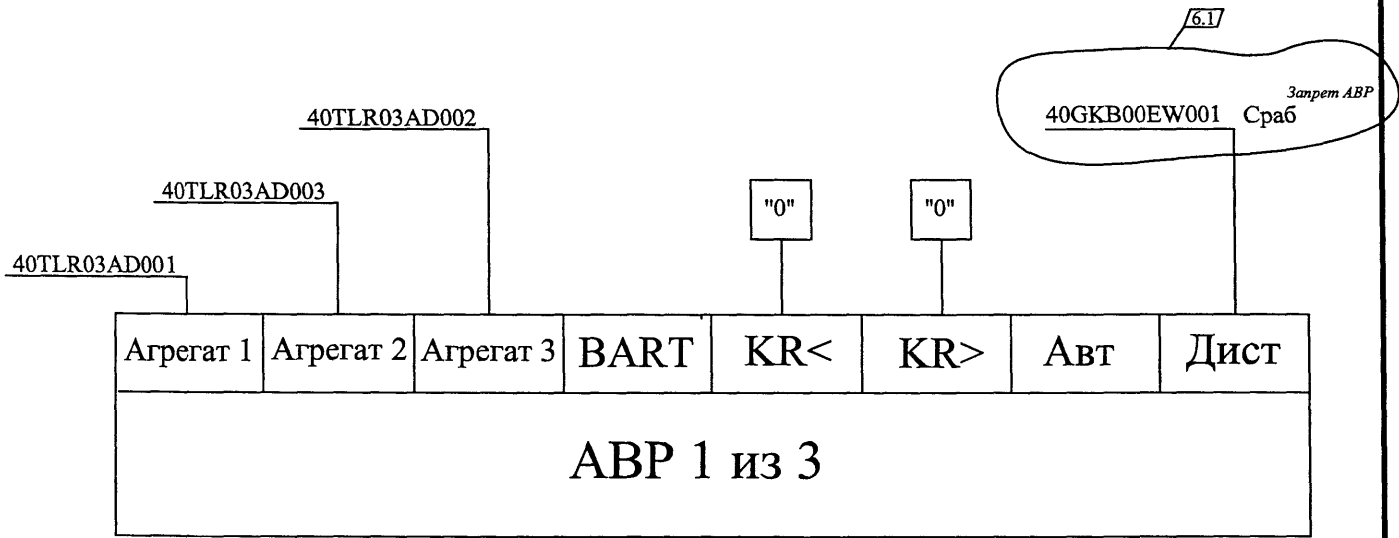 6.1
Запрет АВР
40GKB00EW001 Сраб
40TLR03AD002
40TLR03AD003
"0" "0"
40TLR03AD001
Агрегат 1 Агрегат 2 Агрегат 3 BART KR< KR> Авт Дист
АВР 1 из 3